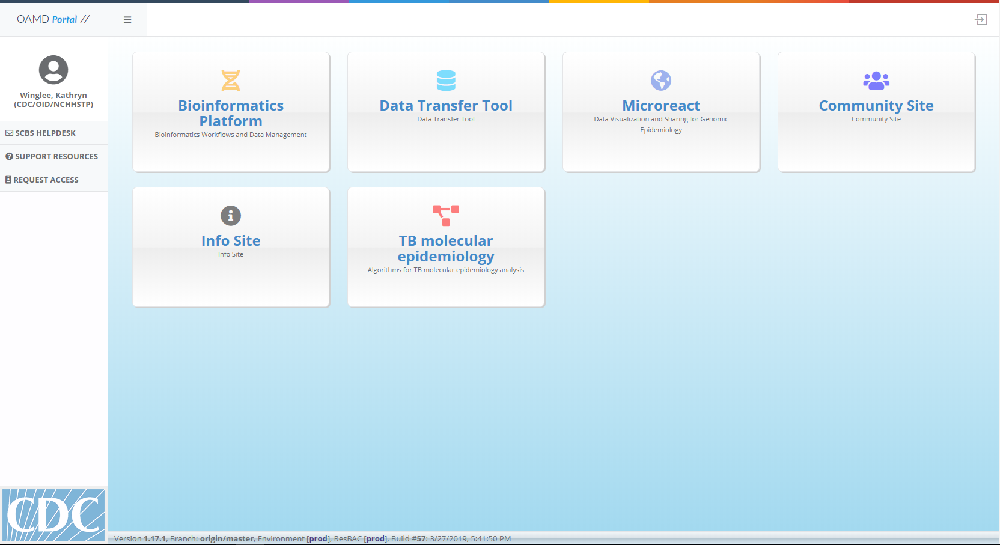 OAMD Portal //
Winglee, Kathryn
(CDC/OID/NCHHSTP)
SCBS HELPDESK
SUPPORT RESOURCES
REQUEST ACCESS
CDC
Bioinformatics
Platform
Bioinformatics Workflows and Data Management
Data Transfer Tool
Data Transfer Tool
Microreact
Data Visualization and Sharing for Genomic
Epidemiology
Community Site
Community Site
Info Site
Info Site
TB molecular
epidemiology
Algorithms for TB molecular epidemiology analysis
Version 1.17.1, Branch: origin/master, Environment [prod], ResBAC [prod], Build #57: 3/27/2019, 5:41:50 PM